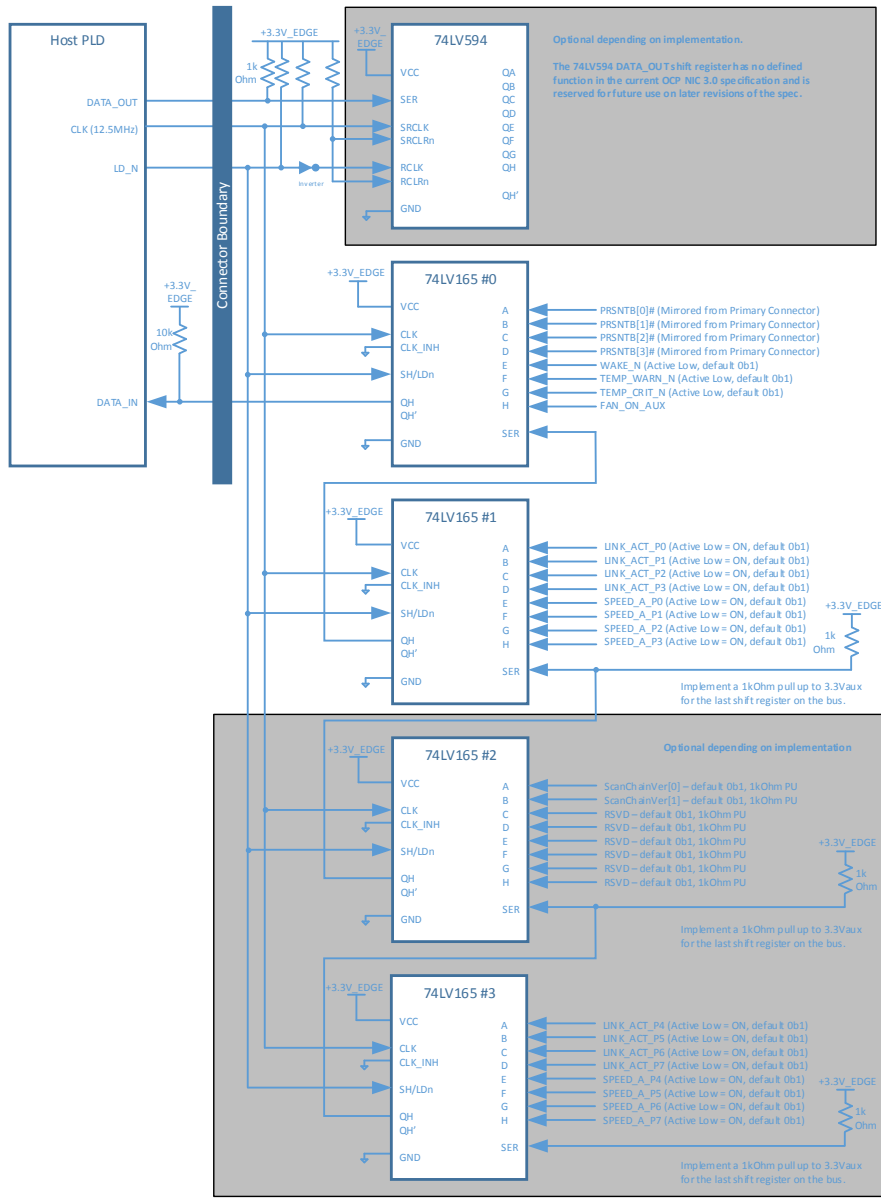 Host PLD
DATA_OUT
CLK (12.5MHz)
LD_N
+3.3V_
EDGE
10k
Ohm
DATA_IN
Connector Boundary
+3.3V_EDGE
1k
Ohm
Inverter
+3.3V_
EDGE
74LV594
VCC
SER
SRCLK
SRCLRn
RCLK
RCLRn
GND
QA
QB
QC
QD
QE
QF
QG
QH
QH'
Optional depending on implementation.
The 74LV594 DATA_OUT shift register has no defined
function in the current OCP NIC 3.0 specification and is
reserved for future use on later revisions of the spec.
+3.3V_EDGE
74LV165 #0
VCC
CLK
CLK_INH
SH/LDn
QH
QH'
GND
A
B
C
D
E
F
G
H
SER
PRSNTB[0]# (Mirrored from Primary Connector)
PRSNTB[1]# (Mirrored from Primary Connector)
PRSNTB[2]# (Mirrored from Primary Connector)
PRSNTB[3]# (Mirrored from Primary Connector)
WAKE_N (Active Low, default 0b1)
TEMP_WARN_N (Active Low, default 0b1)
TEMP_CRIT_N (Active Low, default 0b1)
FAN_ON_AUX
+3.3V_EDGE
74LV165 #1
VCC
CLK
CLK_INH
SH/LDn
QH
QH'
GND
A
B
C
D
E
F
G
H
SER
LINK_ACT_P0 (Active Low = ON, default 0b1)
LINK_ACT_P1 (Active Low = ON, default 0b1)
LINK_ACT_P2 (Active Low = ON, default 0b1)
LINK_ACT_P3 (Active Low = ON, default 0b1)
SPEED_A_P0 (Active Low = ON, default 0b1)
SPEED_A_P1 (Active Low = ON, default 0b1)
SPEED_A_P2 (Active Low = ON, default 0b1)
SPEED_A_P3 (Active Low = ON, default 0b1)
+3.3V_EDGE
1k
Ohm
Implement a 1kOhm pull up to 3.3Vaux
for the last shift register on the bus.
+3.3V_EDGE
74LV165 #2
VCC
CLK
CLK_INH
SH/LDn
QH
QH'
GND
A
B
C
D
E
F
G
H
SER
Optional depending on implementation
ScanChainVer[0] – default 0b1, 1kOhm PU
ScanChainVer[1] – default 0b1, 1kOhm PU
RSVD – default 0b1, 1kOhm PU
RSVD – default 0b1, 1kOhm PU
RSVD – default 0b1, 1kOhm PU
RSVD – default 0b1, 1kOhm PU
RSVD – default 0b1, 1kOhm PU
RSVD – default 0b1, 1kOhm PU
+3.3V_EDGE
1k
Ohm
Implement a 1kOhm pull up to 3.3Vaux
for the last shift register on the bus.
+3.3V_EDGE
74LV165 #3
VCC
CLK
CLK_INH
SH/LDn
QH
QH'
GND
A
B
C
D
E
F
G
H
SER
LINK_ACT_P4 (Active Low = ON, default 0b1)
LINK_ACT_P5 (Active Low = ON, default 0b1)
LINK_ACT_P6 (Active Low = ON, default 0b1)
LINK_ACT_P7 (Active Low = ON, default 0b1)
SPEED_A_P4 (Active Low = ON, default 0b1)
SPEED_A_P5 (Active Low = ON, default 0b1)
SPEED_A_P6 (Active Low = ON, default 0b1)
SPEED_A_P7 (Active Low = ON, default 0b1)
+3.3V_EDGE
1k
Ohm
Implement a 1kOhm pull up to 3.3Vaux
for the last shift register on the bus.